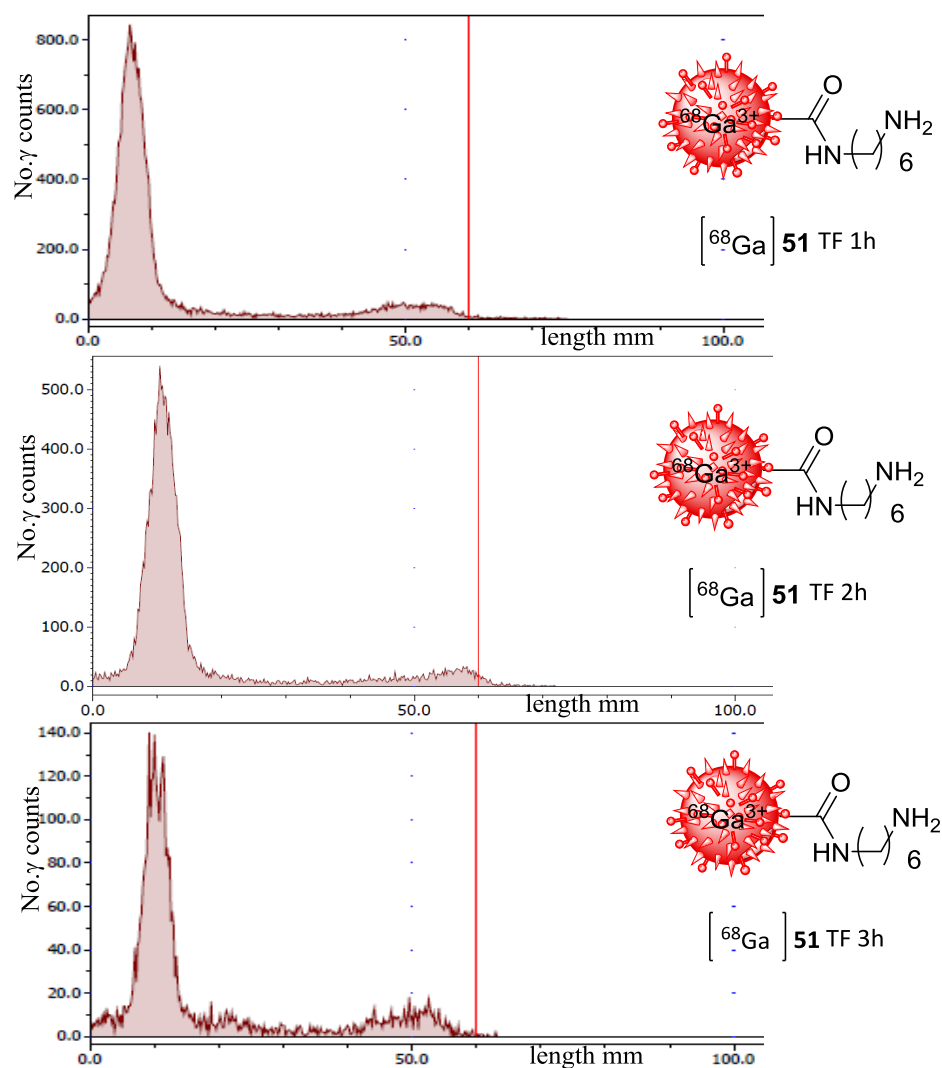 800.0
600.0
400.0
200.0
0.0
No.γ counts
0.0 50.0 100.0
length mm
68Ga3+
O
HN
NH2
6
[68Ga] 51 TF 1h
500.0
400.0
300.0
200.0
100.0
0.0
No.γ counts
0.0 50.0 100.0
length mm
68Ga3+
O
HN
NH2
6
[68Ga] 51 TF 2h
140.0
120.0
100.0
80.0
60.0
40.0
20.0
0.0
No.γ counts
0.0 50.0 100.0
length mm
68Ga3+
O
HN
NH2
6
[68Ga] 51 TF 3h